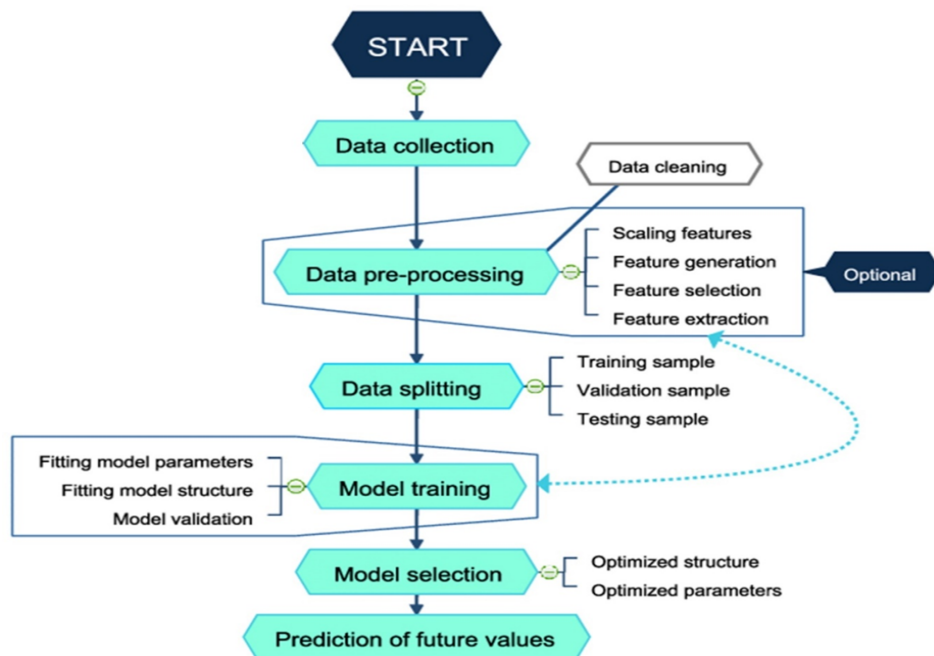 START
Data collection
Data cleaning
Data pre-processing
Scaling features
Feature generation
Feature selection
Feature extraction
Optional
Data splitting
Training sample
Validation sample
Testing sample
Fitting model parameters
Fitting model structure
Model validation
Model training
Model selection
Optimized structure
Optimized parameters
Prediction of future values